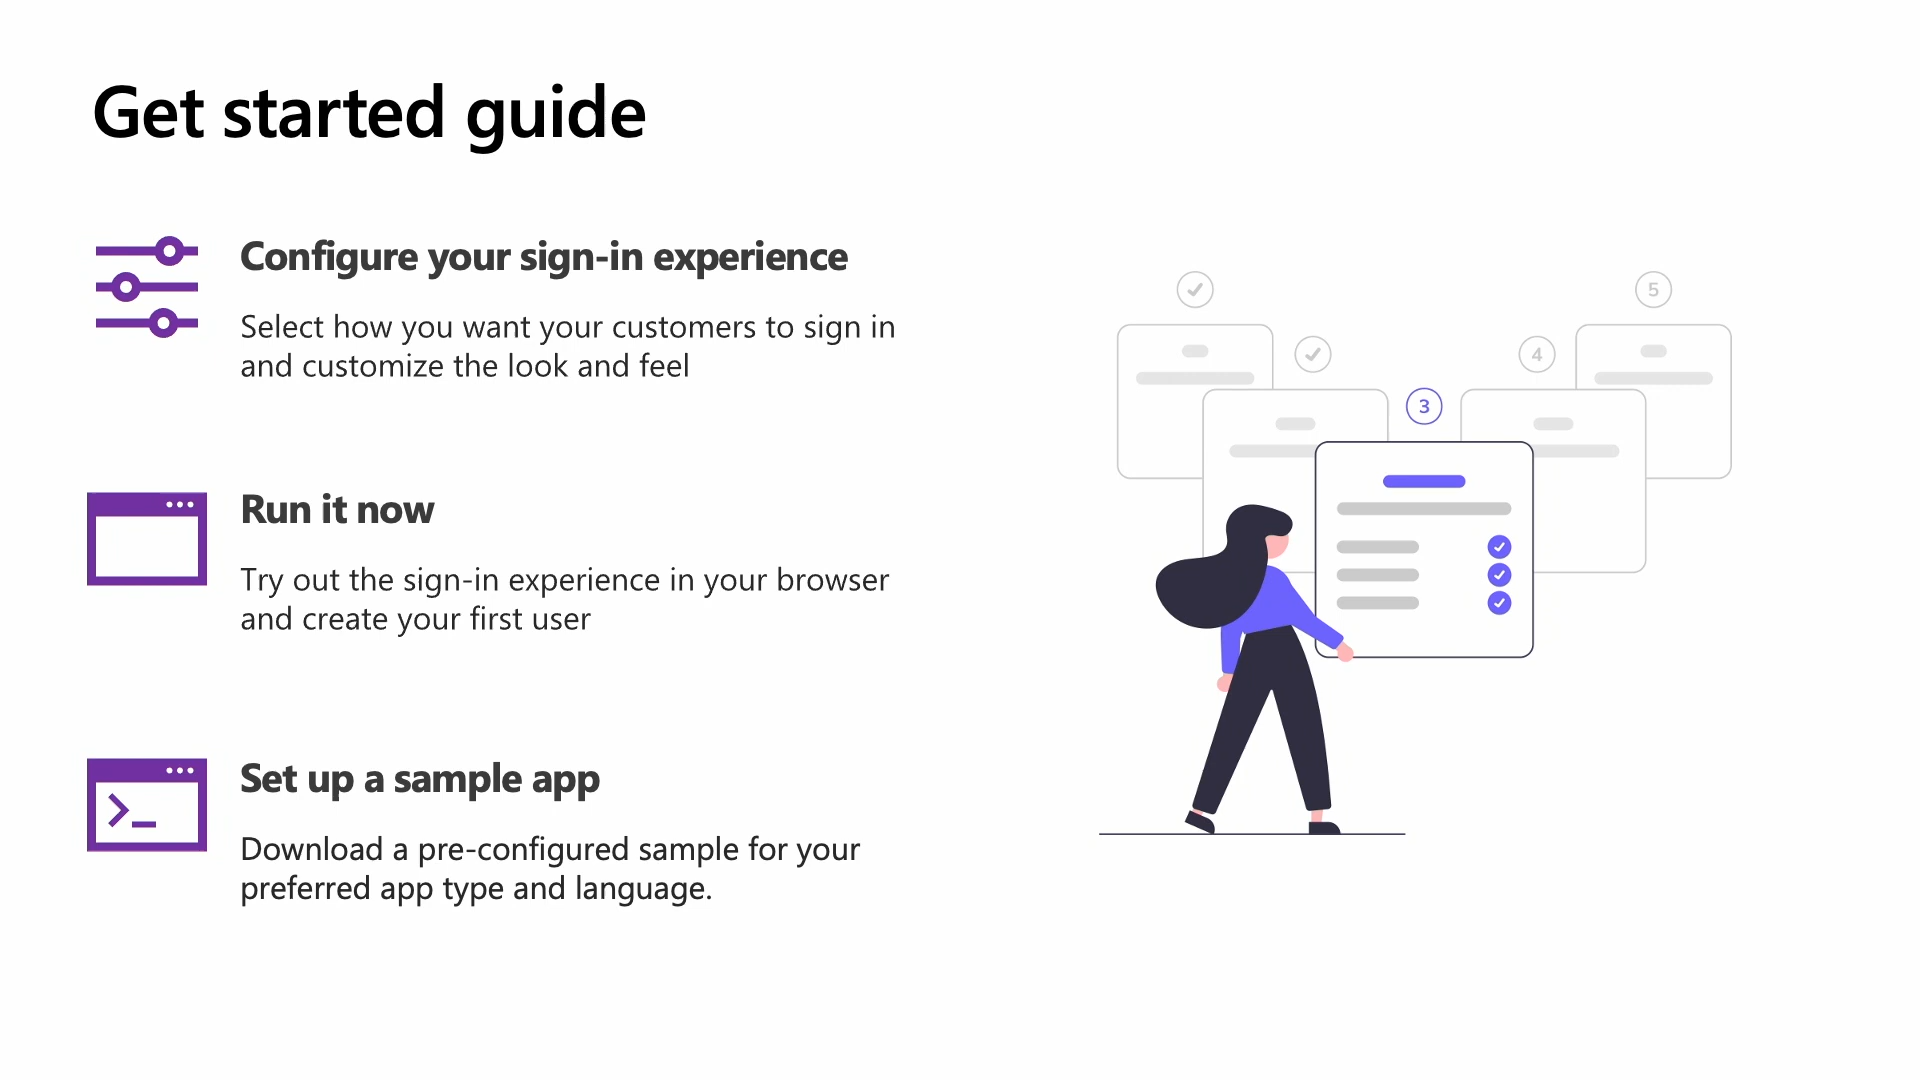 Get started guide
Configure your sign-in experience
Select how you want your customers to sign in
and customize the look and feel
Run it now
Try out the sign-in experience in your browser
and create your first user
Set up a sample app
Download a pre-configured sample for your
preferred app type and language.
5
4
3